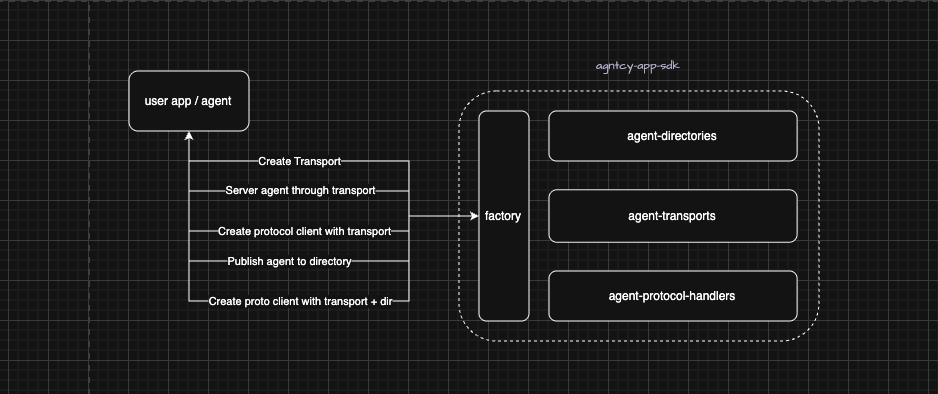 agntcy-app-sdk
user app / agent
Create Transport
Server agent through transport
Create protocol client with transport
Publish agent to directory
Create proto client with transport + dir
factory
agent-directories
agent-transports
agent-protocol-handlers